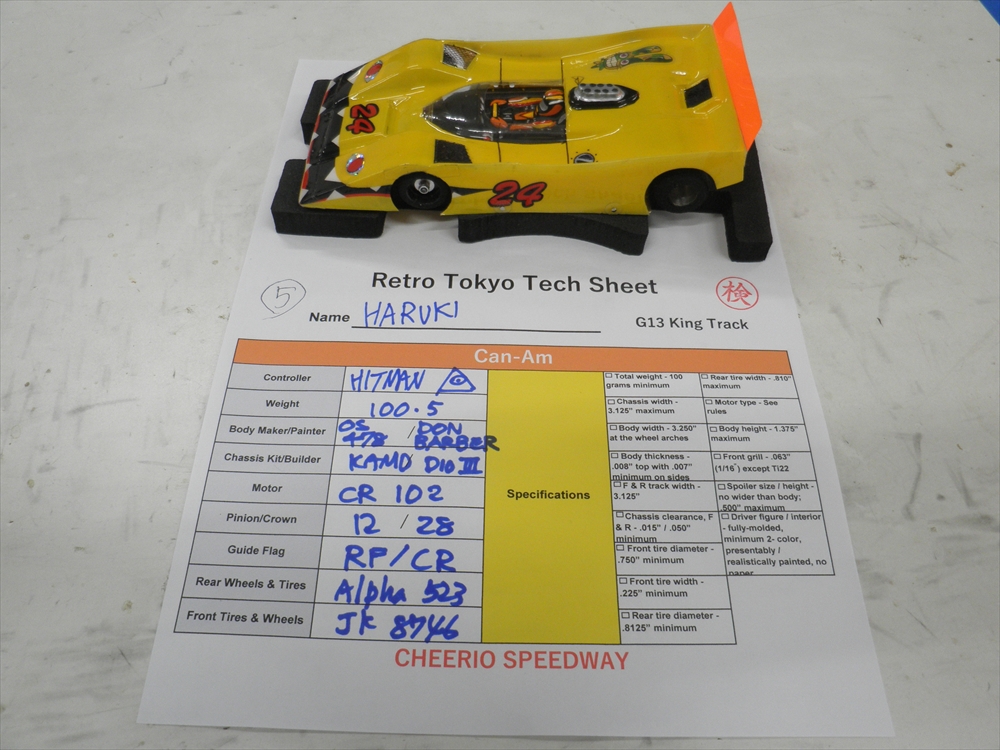 24
24
Retro Tokyo Tech Sheet
5
検
Name HARUKI
G13 King Track
Can-Am
Controller HITMAN
Weight 100.5
Body Maker/Painter OS 478 / DON BARBER
Chassis Kit/Builder KAMO DIO III
Motor CR 102
Pinion/Crown 12 / 28
Guide Flag RF/CR
Rear Wheels & Tires Alpha 523
Front Tires & Wheels JK 8746
Specifications
Total weight - 100
grams minimum
Chassis width -
3.125" maximum
Body width - 3.250"
at the wheel arches
Body thickness -
.008" top with .007"
minimum on sides
F & R track width -
3.125"
Chassis clearance, F
& R - .015" / .050"
minimum
Front tire diameter -
.750" minimum
Front tire width -
.225" minimum
Rear tire diameter -
.8125" minimum
Rear tire width - .810"
maximum
Motor type - See
rules
Body height - 1.375"
maximum
Front grill - .063"
(1/16") except Ti22
Spoiler size / height -
no wider than body;
.500" maximum
Driver figure / interior
- fully-molded,
minimum 2- color,
presentably /
realistically painted, no
paper
CHEERIO SPEEDWAY